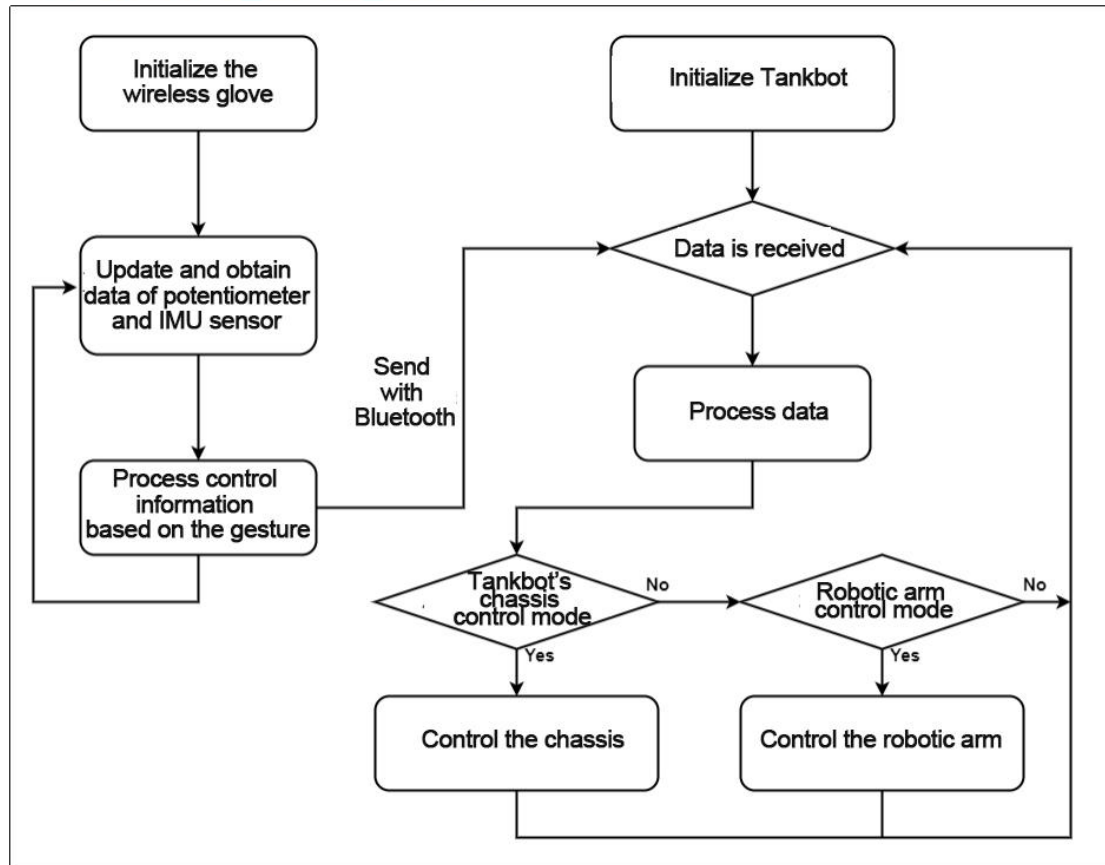 Initialize the
wireless glove
Initialize Tankbot
Update and obtain
data of potentiometer
and IMU sensor
Data is received
Send
with
Bluetooth
Process data
Process control
information
based on the gesture
Tankbot's
chassis
control mode
No
Robotic arm
control mode
No
Yes
Yes
Control the chassis
Control the robotic arm